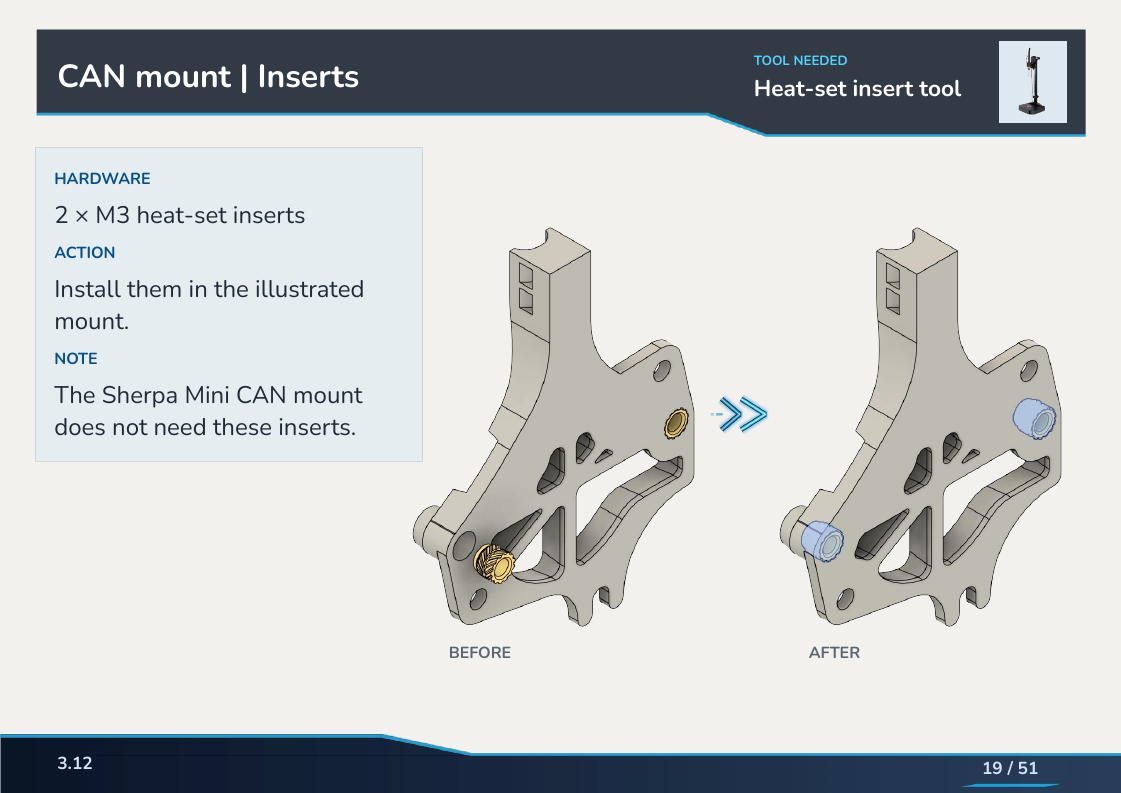 CAN mount | Inserts
TOOL NEEDED
Heat-set insert tool
HARDWARE
2 × M3 heat-set inserts
ACTION
Install them in the illustrated
mount.
NOTE
The Sherpa Mini CAN mount
does not need these inserts.
BEFORE
AFTER
3.12
19 / 51